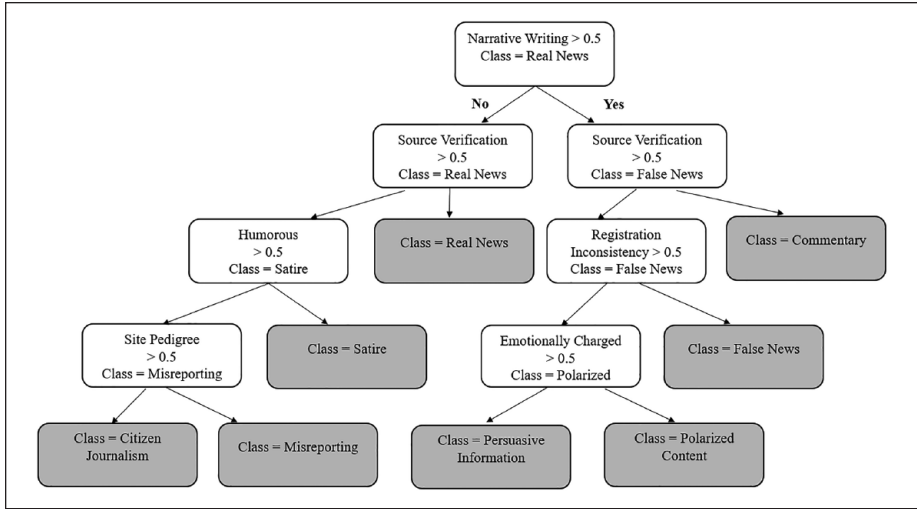 Narrative Writing > 0.5
Class = Real News
No
Yes
Source Verification
> 0.5
Class = Real News
Source Verification
> 0.5
Class = False News
Humorous
> 0.5
Class = Satire
Class = Real News
Registration
Inconsistency > 0.5
Class = False News
Class = Commentary
Site Pedigree
> 0.5
Class = Misreporting
Class = Satire
Emotionally Charged
> 0.5
Class = Polarized
Class = False News
Class = Citizen
Journalism
Class = Misreporting
Class = Persuasive
Information
Class = Polarized
Content